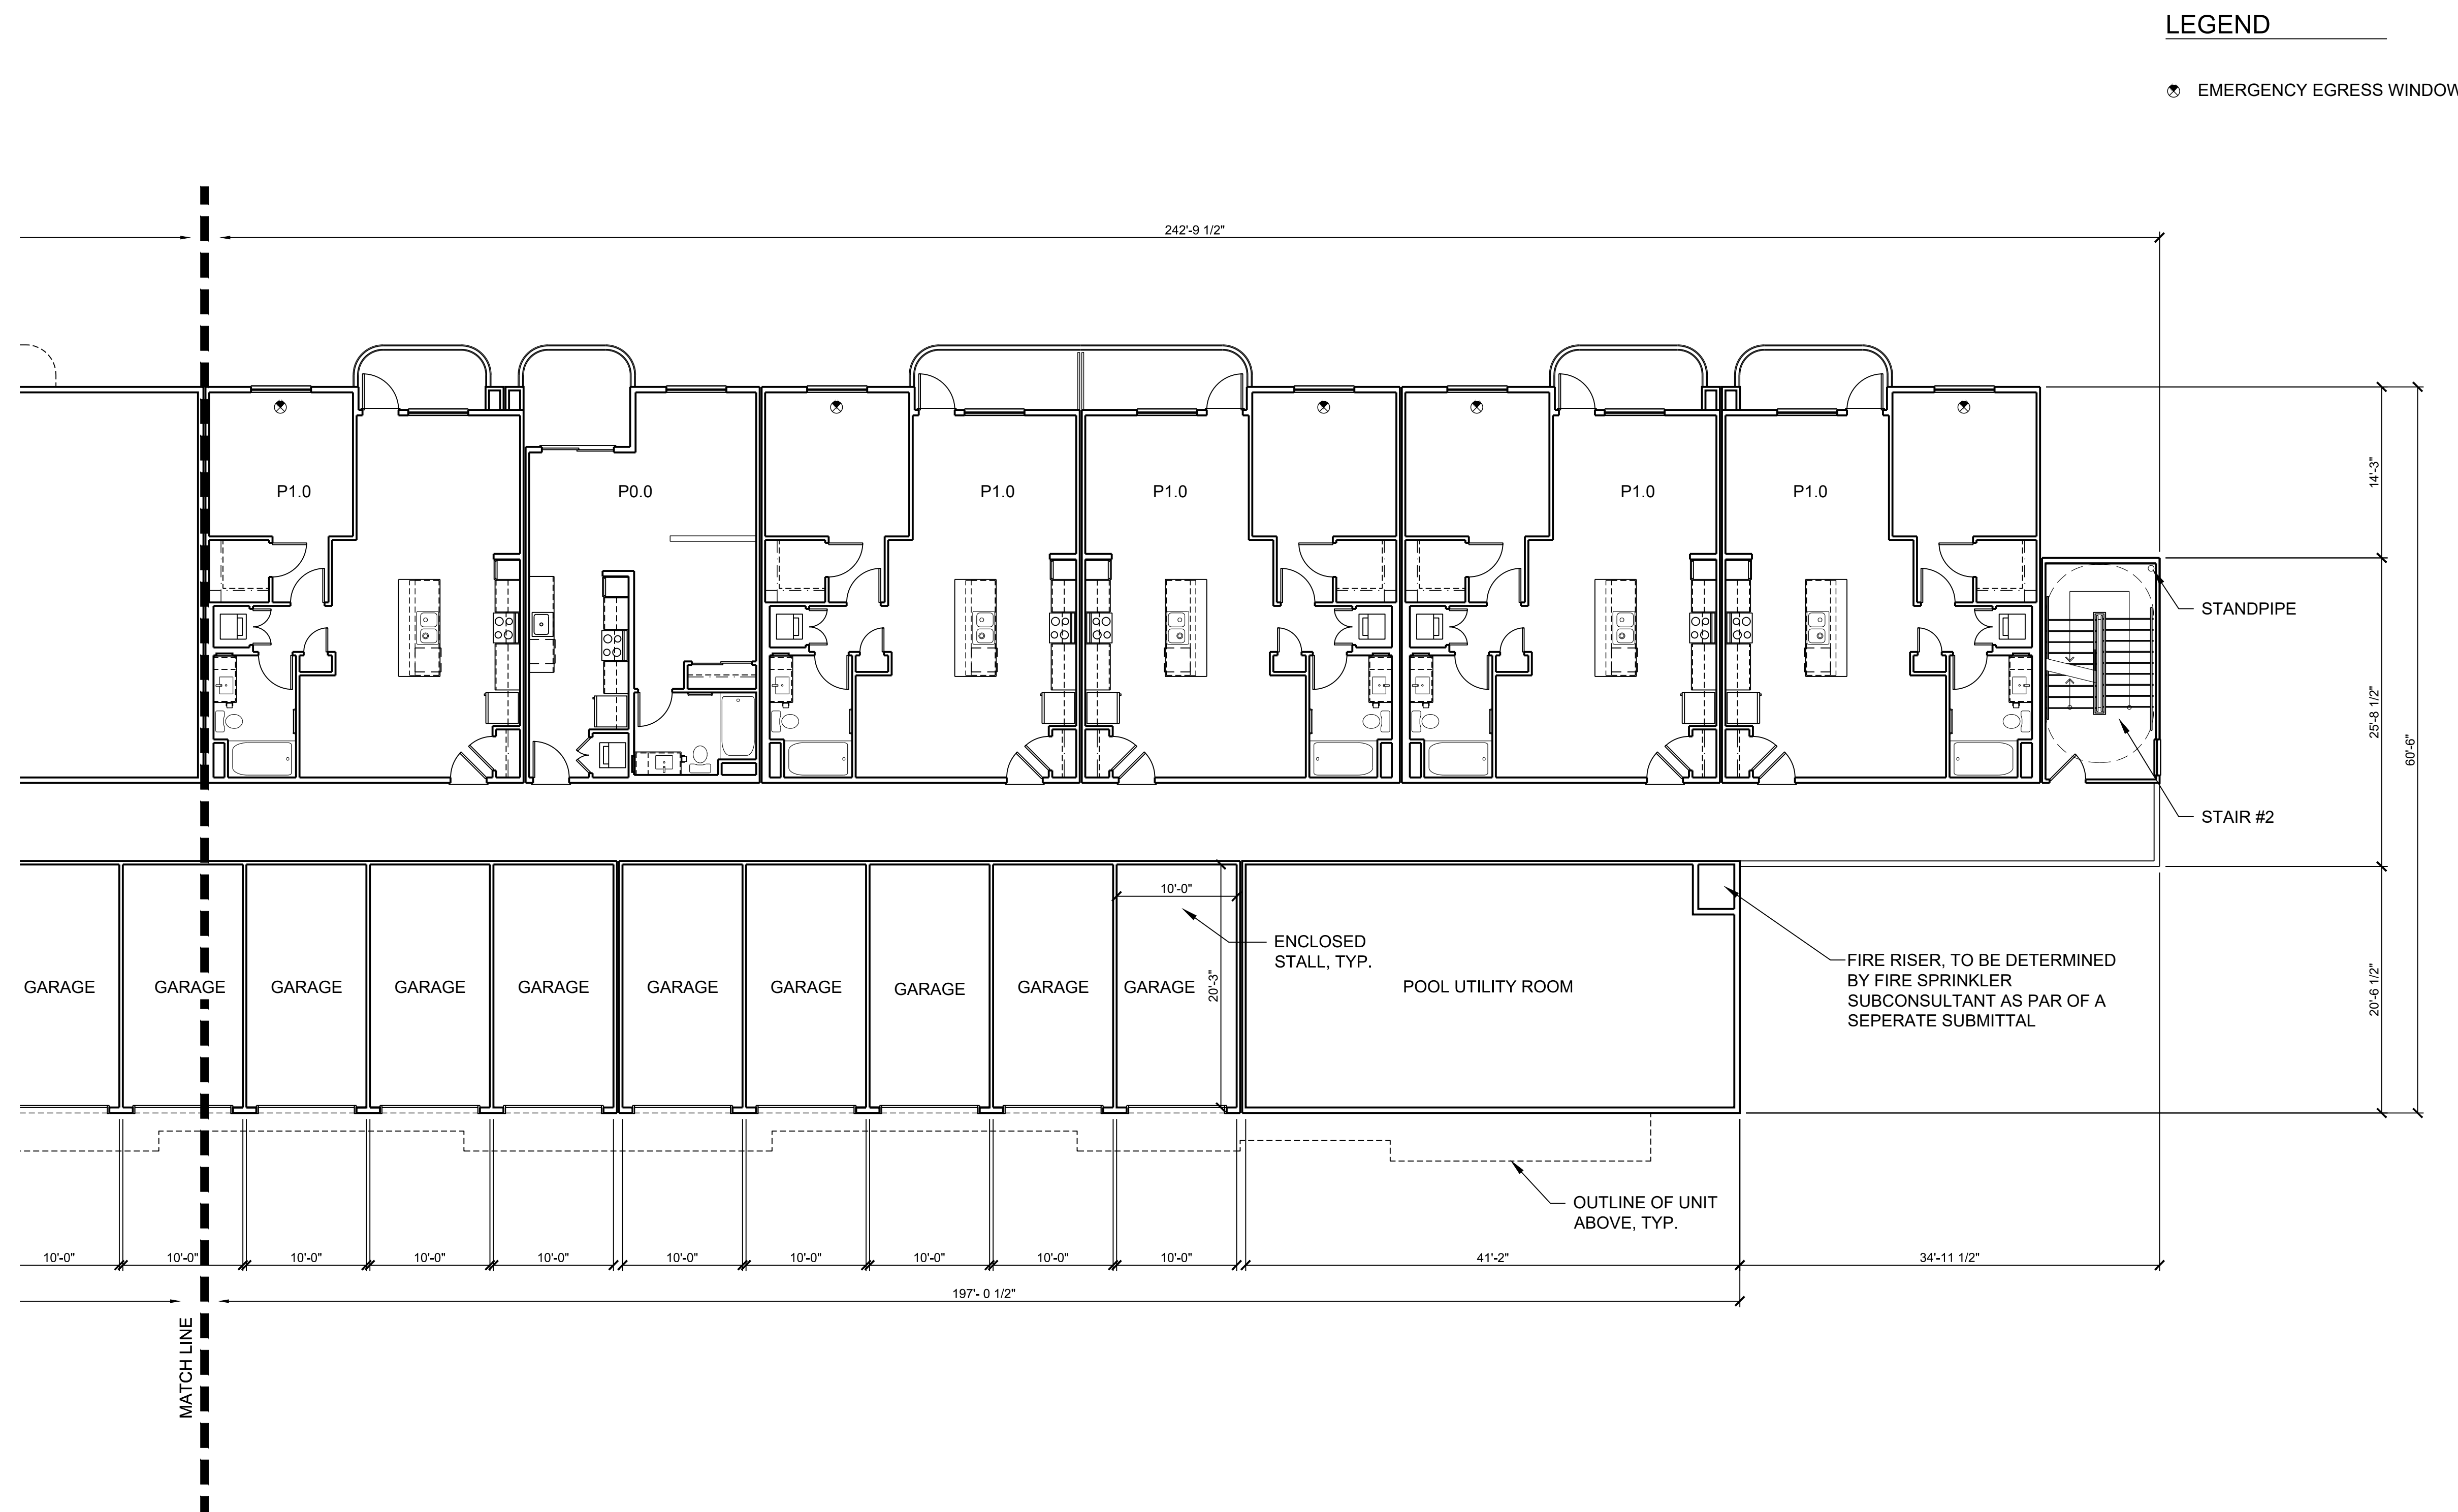 LEGEND
EMERGENCY EGRESS WINDOW
242'-9 1/2"
P1.0
P0.0
P1.0
P1.0
P1.0
P1.0
14'-3"
25'-8 1/2"
60'-6"
20'-6 1/2"
STANDPIPE
STAIR #2
10'-0"
20'-3"
ENCLOSED
STALL, TYP.
GARAGE
GARAGE
GARAGE
GARAGE
GARAGE
GARAGE
GARAGE
GARAGE
GARAGE
GARAGE
POOL UTILITY ROOM
FIRE RISER, TO BE DETERMINED
BY FIRE SPRINKLER
SUBCONSULTANT AS PAR OF A
SEPERATE SUBMITTAL
OUTLINE OF UNIT
ABOVE, TYP.
10'-0"
10'-0"
10'-0"
10'-0"
10'-0"
10'-0"
10'-0"
10'-0"
10'-0"
10'-0"
41'-2"
34'-11 1/2"
197'- 0 1/2"
MATCH LINE